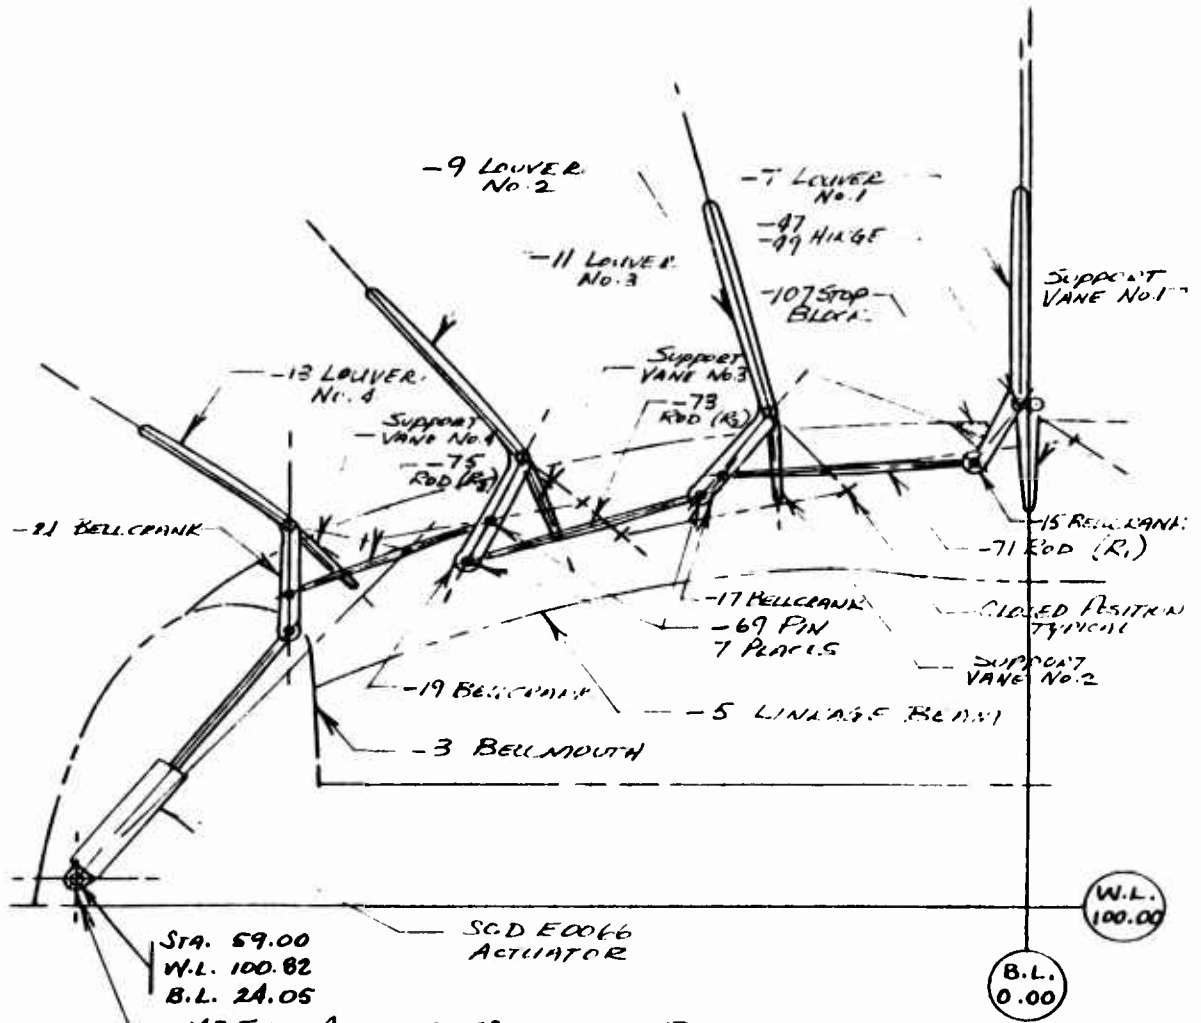 -9 LOUVER
NO. 2
-7 LOUVER
NO. 1
-47
-49 HINGE
-11 LOUVER
NO. 3
-107 STOP
BLOCK
SUPPORT
VANE NO. 1
-13 LOUVER
NO. 4
SUPPORT
VANE NO. 3
-73
ROD (R2)
SUPPORT
VANE NO. 4
-75
ROD (R3)
-21 BELLCRANK
-15 BELLCRANK
-71 ROD (R1)
-17 BELLCRANK
-69 PIN
7 PLACES
CLOSED POSITION
TYPICAL
SUPPORT
VANE NO. 2
-19 BELLCRANK
-5 LINKAGE BEAM
-3 BELLMOUTH
W.L.
100.00
SCD E0066
ACTUATOR
STA. 59.00
W.L. 100.82
B.L. 24.05
B.L.
0.00